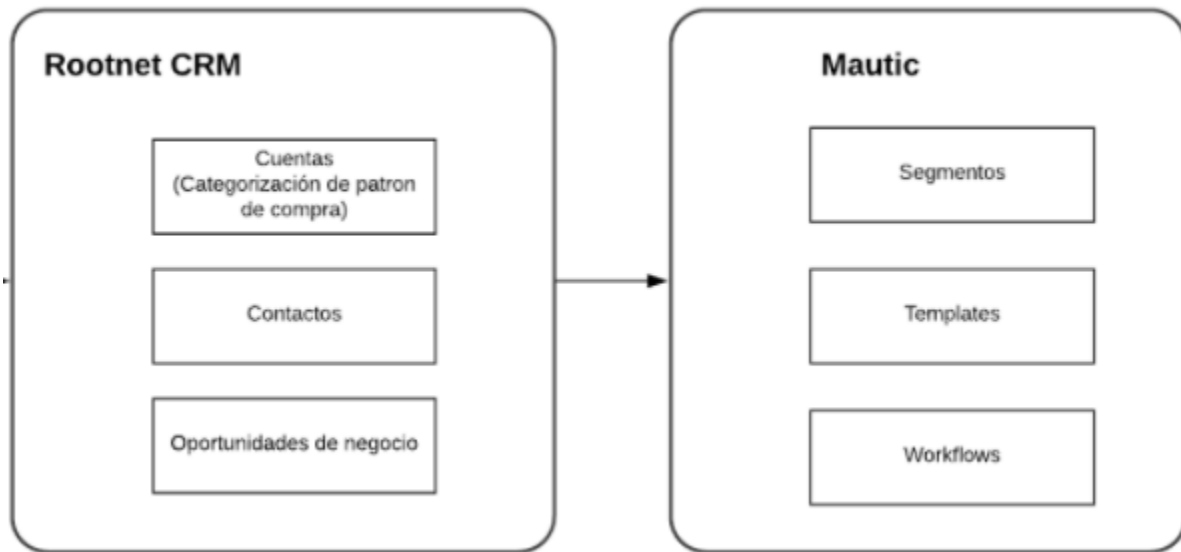 Rootnet CRM
Cuentas
(Categorización de patron
de compra)
Contactos
Oportunidades de negocio
Mautic
Segmentos
Templates
Workflows